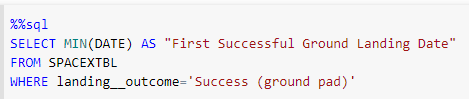 %%sql
SELECT MIN(DATE) AS "First Successful Ground Landing Date"
FROM SPACEXTBL
WHERE landing__outcome='Success (ground pad)'